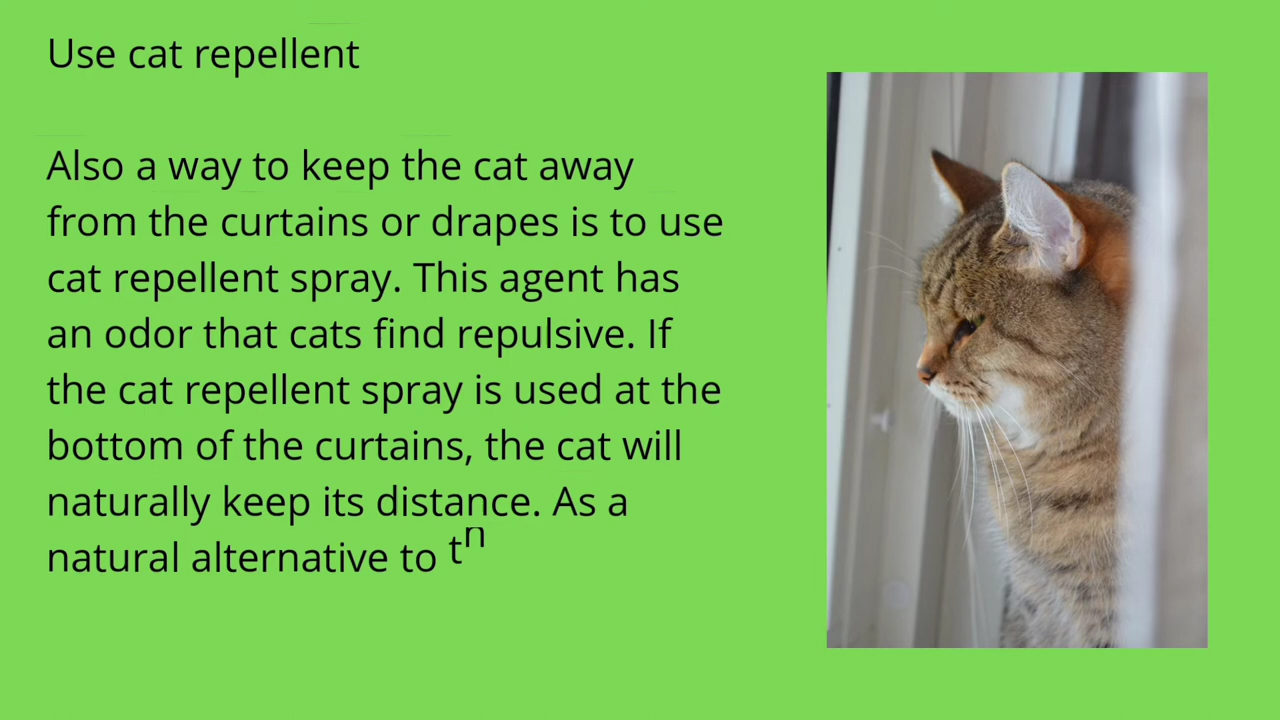 Use cat repellent
Also a way to keep the cat away
from the curtains or drapes is to use
cat repellent spray. This agent has
an odor that cats find repulsive. If
the cat repellent spray is used at the
bottom of the curtains, the cat will
naturally keep its distance. As a
natural alternative to